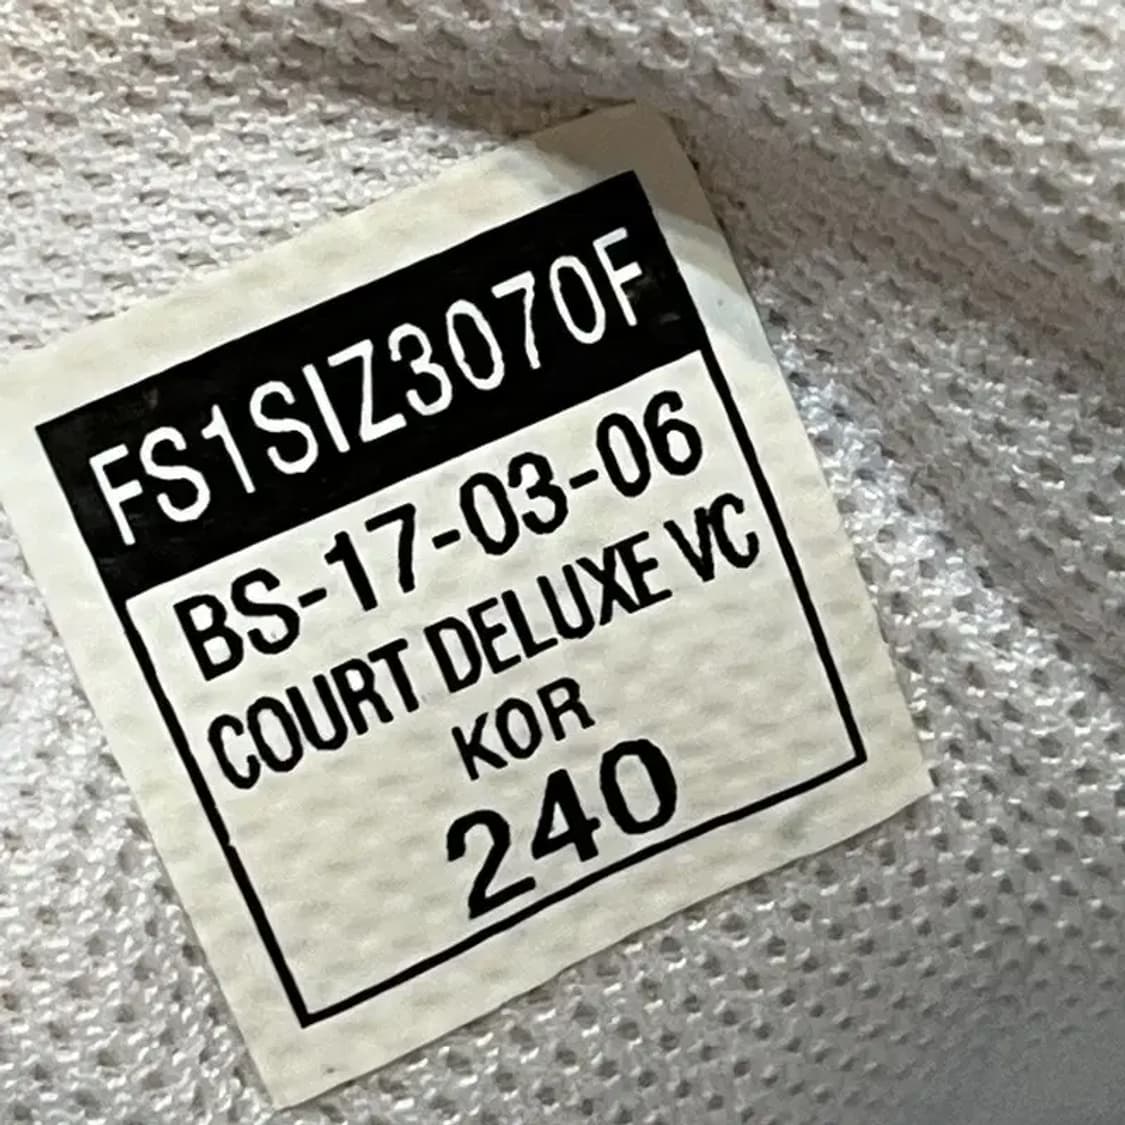 FS1SIZ3070F
BS-17-03-06
COURT DELUXE VC
KOR
240